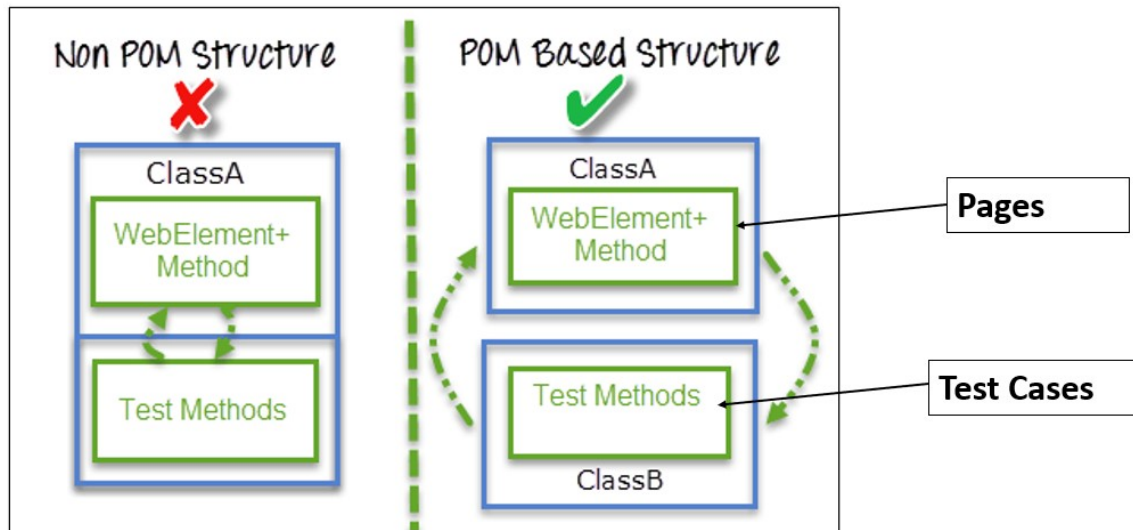 Non POM Structure
ClassA
WebElement+
Method
Test Methods
POM Based Structure
ClassA
WebElement+
Method
Test Methods
ClassB
Pages
Test Cases